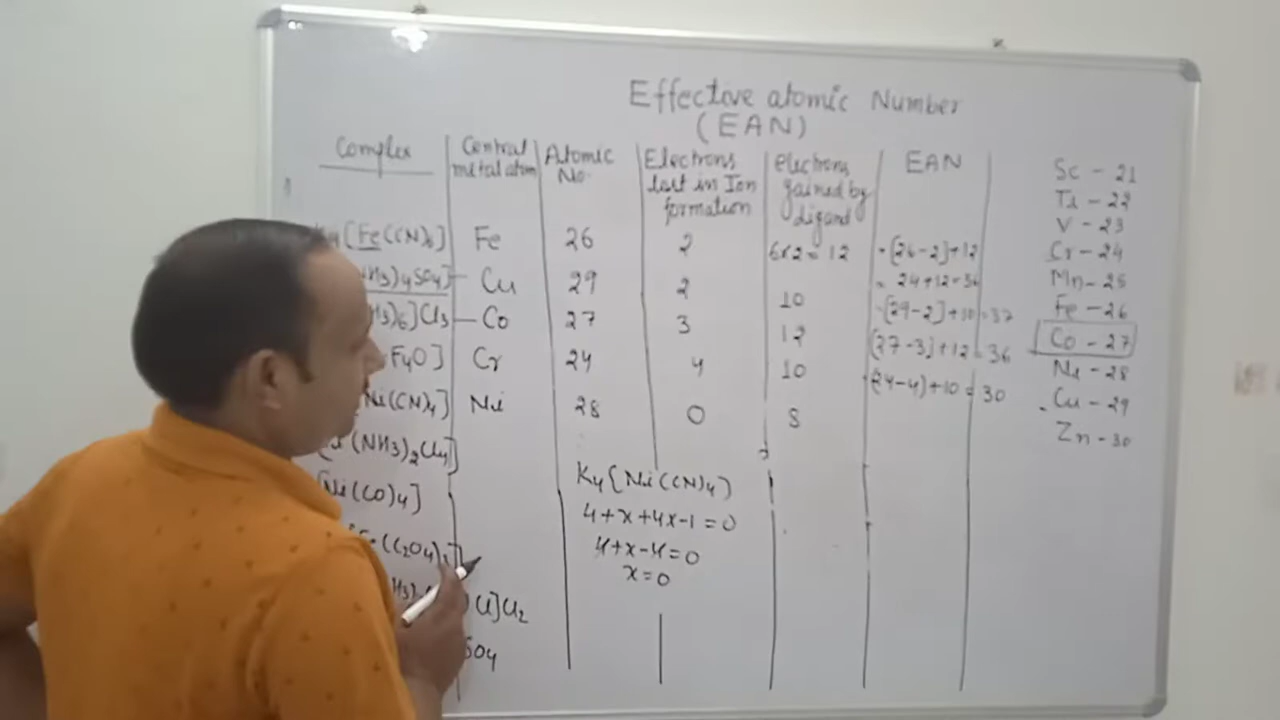 Effective atomic Number
(EAN)
Complex Central metal atom Atomic No. Electrons lost in Ion formation electrons gained by ligand EAN
[Fe(CN)6] Fe 26 2 6x2=12 =[26-2]+12
= 24+12=36
H3)4SO4] Cu 29 2 10 [29-2]+10=37
H3)6]Cl3 Co 27 3 12 [27-3]+12=36
F4O] Cr 24 4 10 (24-4)+10=30
Ni(CN)4] Ni 28 0 8
(NH3)2Cl4]
Ni(CO)4]
(C2O4)
H3) Cl]Cl2
SO4
K4[Ni(CN)4]
4+x+4x-1=0
4+x-4=0
x=0
Sc - 21
Ti - 22
V - 23
Cr - 24
Mn - 25
Fe - 26
Co - 27
Ni - 28
Cu - 29
Zn - 30